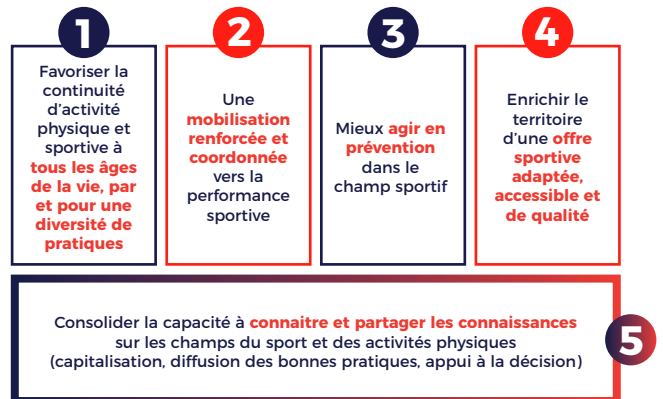 1
Favoriser la
continuité
d'activité
physique et
sportive à
tous les âges
de la vie, par
et pour une
diversité de
pratiques
2
Une
mobilisation
renforcée et
coordonnée
vers la
performance
sportive
3
Mieux agir en
prévention
dans le
champ sportif
4
Enrichir le
territoire
d'une offre
sportive
adaptée,
accessible et
de qualité
Consolider la capacité à connaitre et partager les connaissances
sur les champs du sport et des activités physiques
(capitalisation, diffusion des bonnes pratiques, appui à la décision)
5